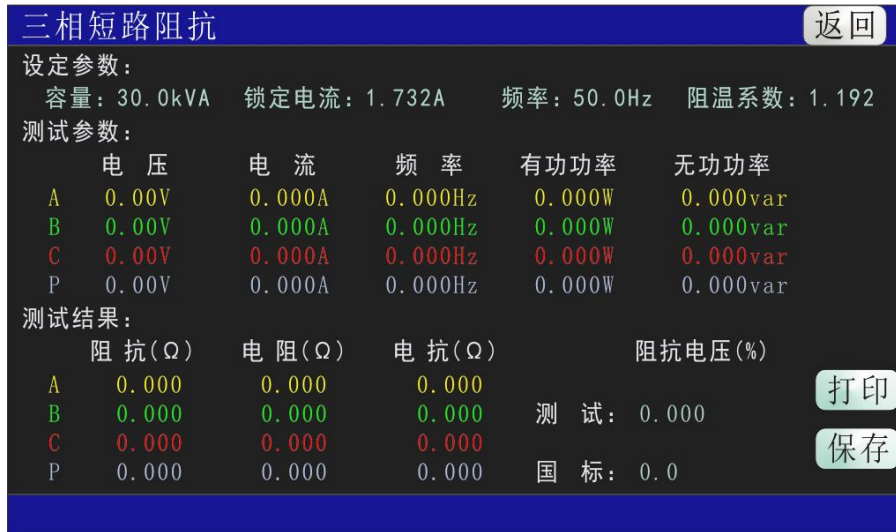 三相短路阻抗 返回
设定参数:
容量: 30.0kVA 锁定电流: 1.732A 频率: 50.0Hz 阻温系数: 1.192
测试参数:
电 压 电 流 频 率 有功功率 无功功率
A 0.00V 0.000A 0.000Hz 0.000W 0.000var
B 0.00V 0.000A 0.000Hz 0.000W 0.000var
C 0.00V 0.000A 0.000Hz 0.000W 0.000var
P 0.00V 0.000A 0.000Hz 0.000W 0.000var
测试结果:
阻 抗(Ω) 电 阻(Ω) 电 抗(Ω) 阻抗电压(%)
A 0.000 0.000 0.000 打印
B 0.000 0.000 0.000 测 试: 0.000
C 0.000 0.000 0.000 保存
P 0.000 0.000 0.000 国 标: 0.0